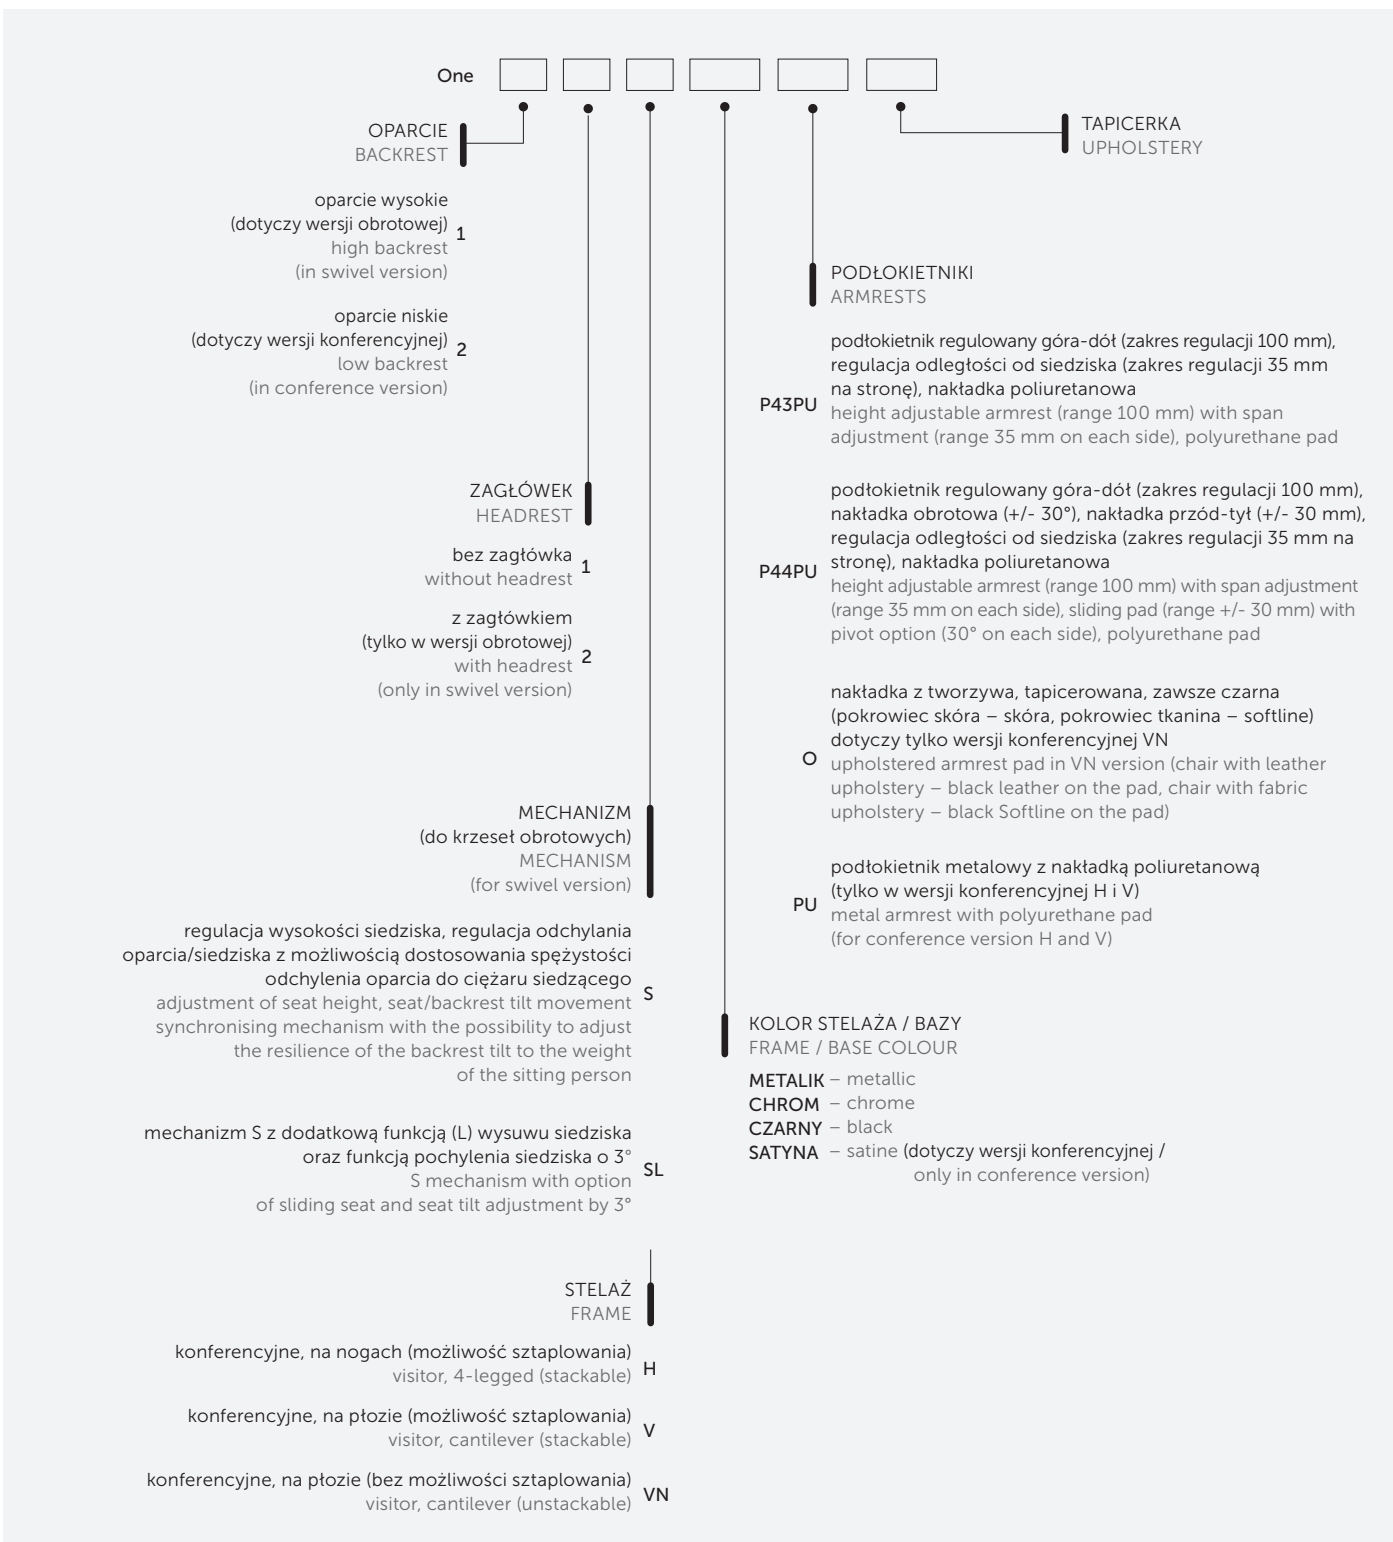 One
OPARCIE
BACKREST
oparcie wysokie
(dotyczy wersji obrotowej)
high backrest
(in swivel version)
1
oparcie niskie
(dotyczy wersji konferencyjnej)
low backrest
(in conference version)
2
ZAGŁÓWEK
HEADREST
bez zagłówka
without headrest
1
z zagłówkiem
(tylko w wersji obrotowej)
with headrest
(only in swivel version)
2
MECHANIZM
(do krzeseł obrotowych)
MECHANISM
(for swivel version)
regulacja wysokości siedziska, regulacja odchylania
oparcia/siedziska z możliwością dostosowania spężystości
odchylenia oparcia do ciężaru siedzącego
adjustment of seat height, seat/backrest tilt movement
synchronising mechanism with the possibility to adjust
the resilience of the backrest tilt to the weight
of the sitting person
S
mechanizm S z dodatkową funkcją (L) wysuwu siedziska
oraz funkcją pochylenia siedziska o 3°
S mechanism with option
of sliding seat and seat tilt adjustment by 3°
SL
STELAŻ
FRAME
konferencyjne, na nogach (możliwość sztaplowania)
visitor, 4-legged (stackable)
H
konferencyjne, na płozie (możliwość sztaplowania)
visitor, cantilever (stackable)
V
konferencyjne, na płozie (bez możliwości sztaplowania)
visitor, cantilever (unstackable)
VN
TAPICERKA
UPHOLSTERY
PODŁOKIETNIKI
ARMRESTS
P43PU
podłokietnik regulowany góra-dół (zakres regulacji 100 mm),
regulacja odległości od siedziska (zakres regulacji 35 mm
na stronę), nakładka poliuretanowa
height adjustable armrest (range 100 mm) with span
adjustment (range 35 mm on each side), polyurethane pad
P44PU
podłokietnik regulowany góra-dół (zakres regulacji 100 mm),
nakładka obrotowa (+/- 30°), nakładka przód-tył (+/- 30 mm),
regulacja odległości od siedziska (zakres regulacji 35 mm na
stronę), nakładka poliuretanowa
height adjustable armrest (range 100 mm) with span adjustment
(range 35 mm on each side), sliding pad (range +/- 30 mm) with
pivot option (30° on each side), polyurethane pad
O
nakładka z tworzywa, tapicerowana, zawsze czarna
(pokrowiec skóra – skóra, pokrowiec tkanina – softline)
dotyczy tylko wersji konferencyjnej VN
upholstered armrest pad in VN version (chair with leather
upholstery – black leather on the pad, chair with fabric
upholstery – black Softline on the pad)
PU
podłokietnik metalowy z nakładką poliuretanową
(tylko w wersji konferencyjnej H i V)
metal armrest with polyurethane pad
(for conference version H and V)
KOLOR STELAŻA / BAZY
FRAME / BASE COLOUR
METALIK – metallic
CHROM – chrome
CZARNY – black
SATYNA – satine (dotyczy wersji konferencyjnej /
only in conference version)